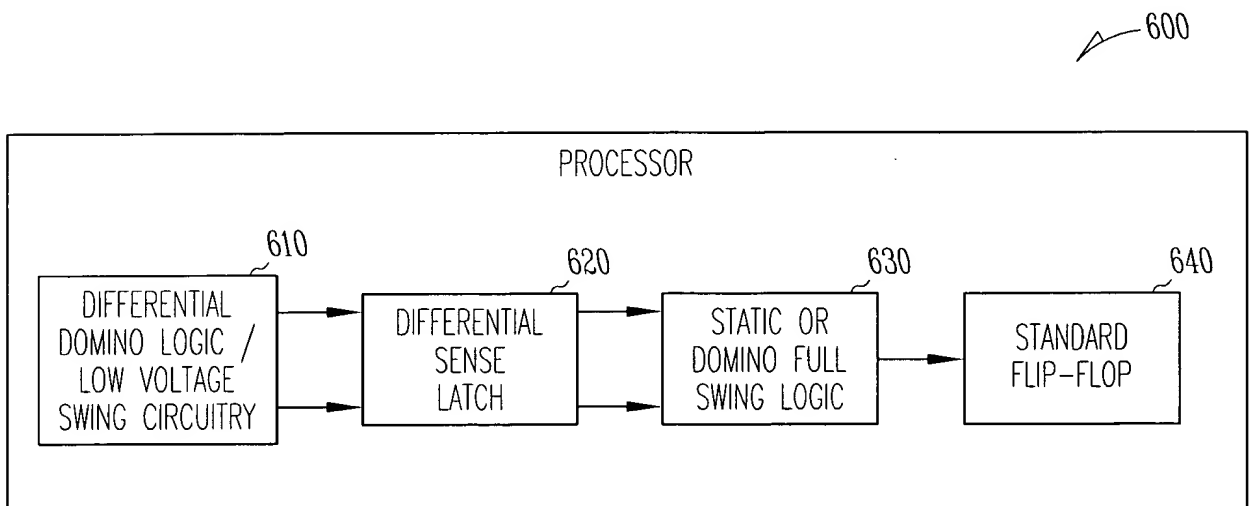 600
PROCESSOR
610
DIFFERENTIAL
DOMINO LOGIC /
LOW VOLTAGE
SWING CIRCUITRY
620
DIFFERENTIAL
SENSE
LATCH
630
STATIC OR
DOMINO FULL
SWING LOGIC
640
STANDARD
FLIP-FLOP